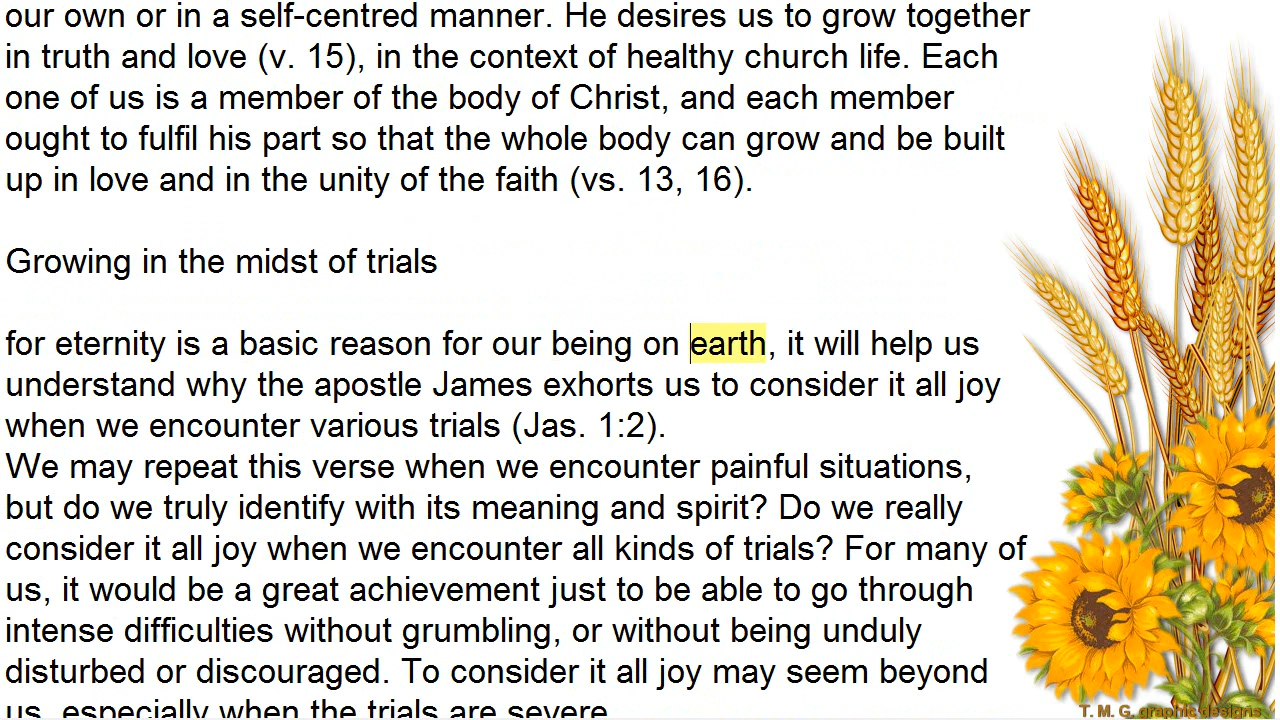 our own or in a self-centred manner. He desires us to grow together
in truth and love (v. 15), in the context of healthy church life. Each
one of us is a member of the body of Christ, and each member
ought to fulfil his part so that the whole body can grow and be built
up in love and in the unity of the faith (vs. 13, 16).
Growing in the midst of trials
for eternity is a basic reason for our being on earth, it will help us
understand why the apostle James exhorts us to consider it all joy
when we encounter various trials (Jas. 1:2).
We may repeat this verse when we encounter painful situations,
but do we truly identify with its meaning and spirit? Do we really
consider it all joy when we encounter all kinds of trials? For many of
us, it would be a great achievement just to be able to go through
intense difficulties without grumbling, or without being unduly
disturbed or discouraged. To consider it all joy may seem beyond
us, especially when the trials are severe
T. M. G. graphic designs